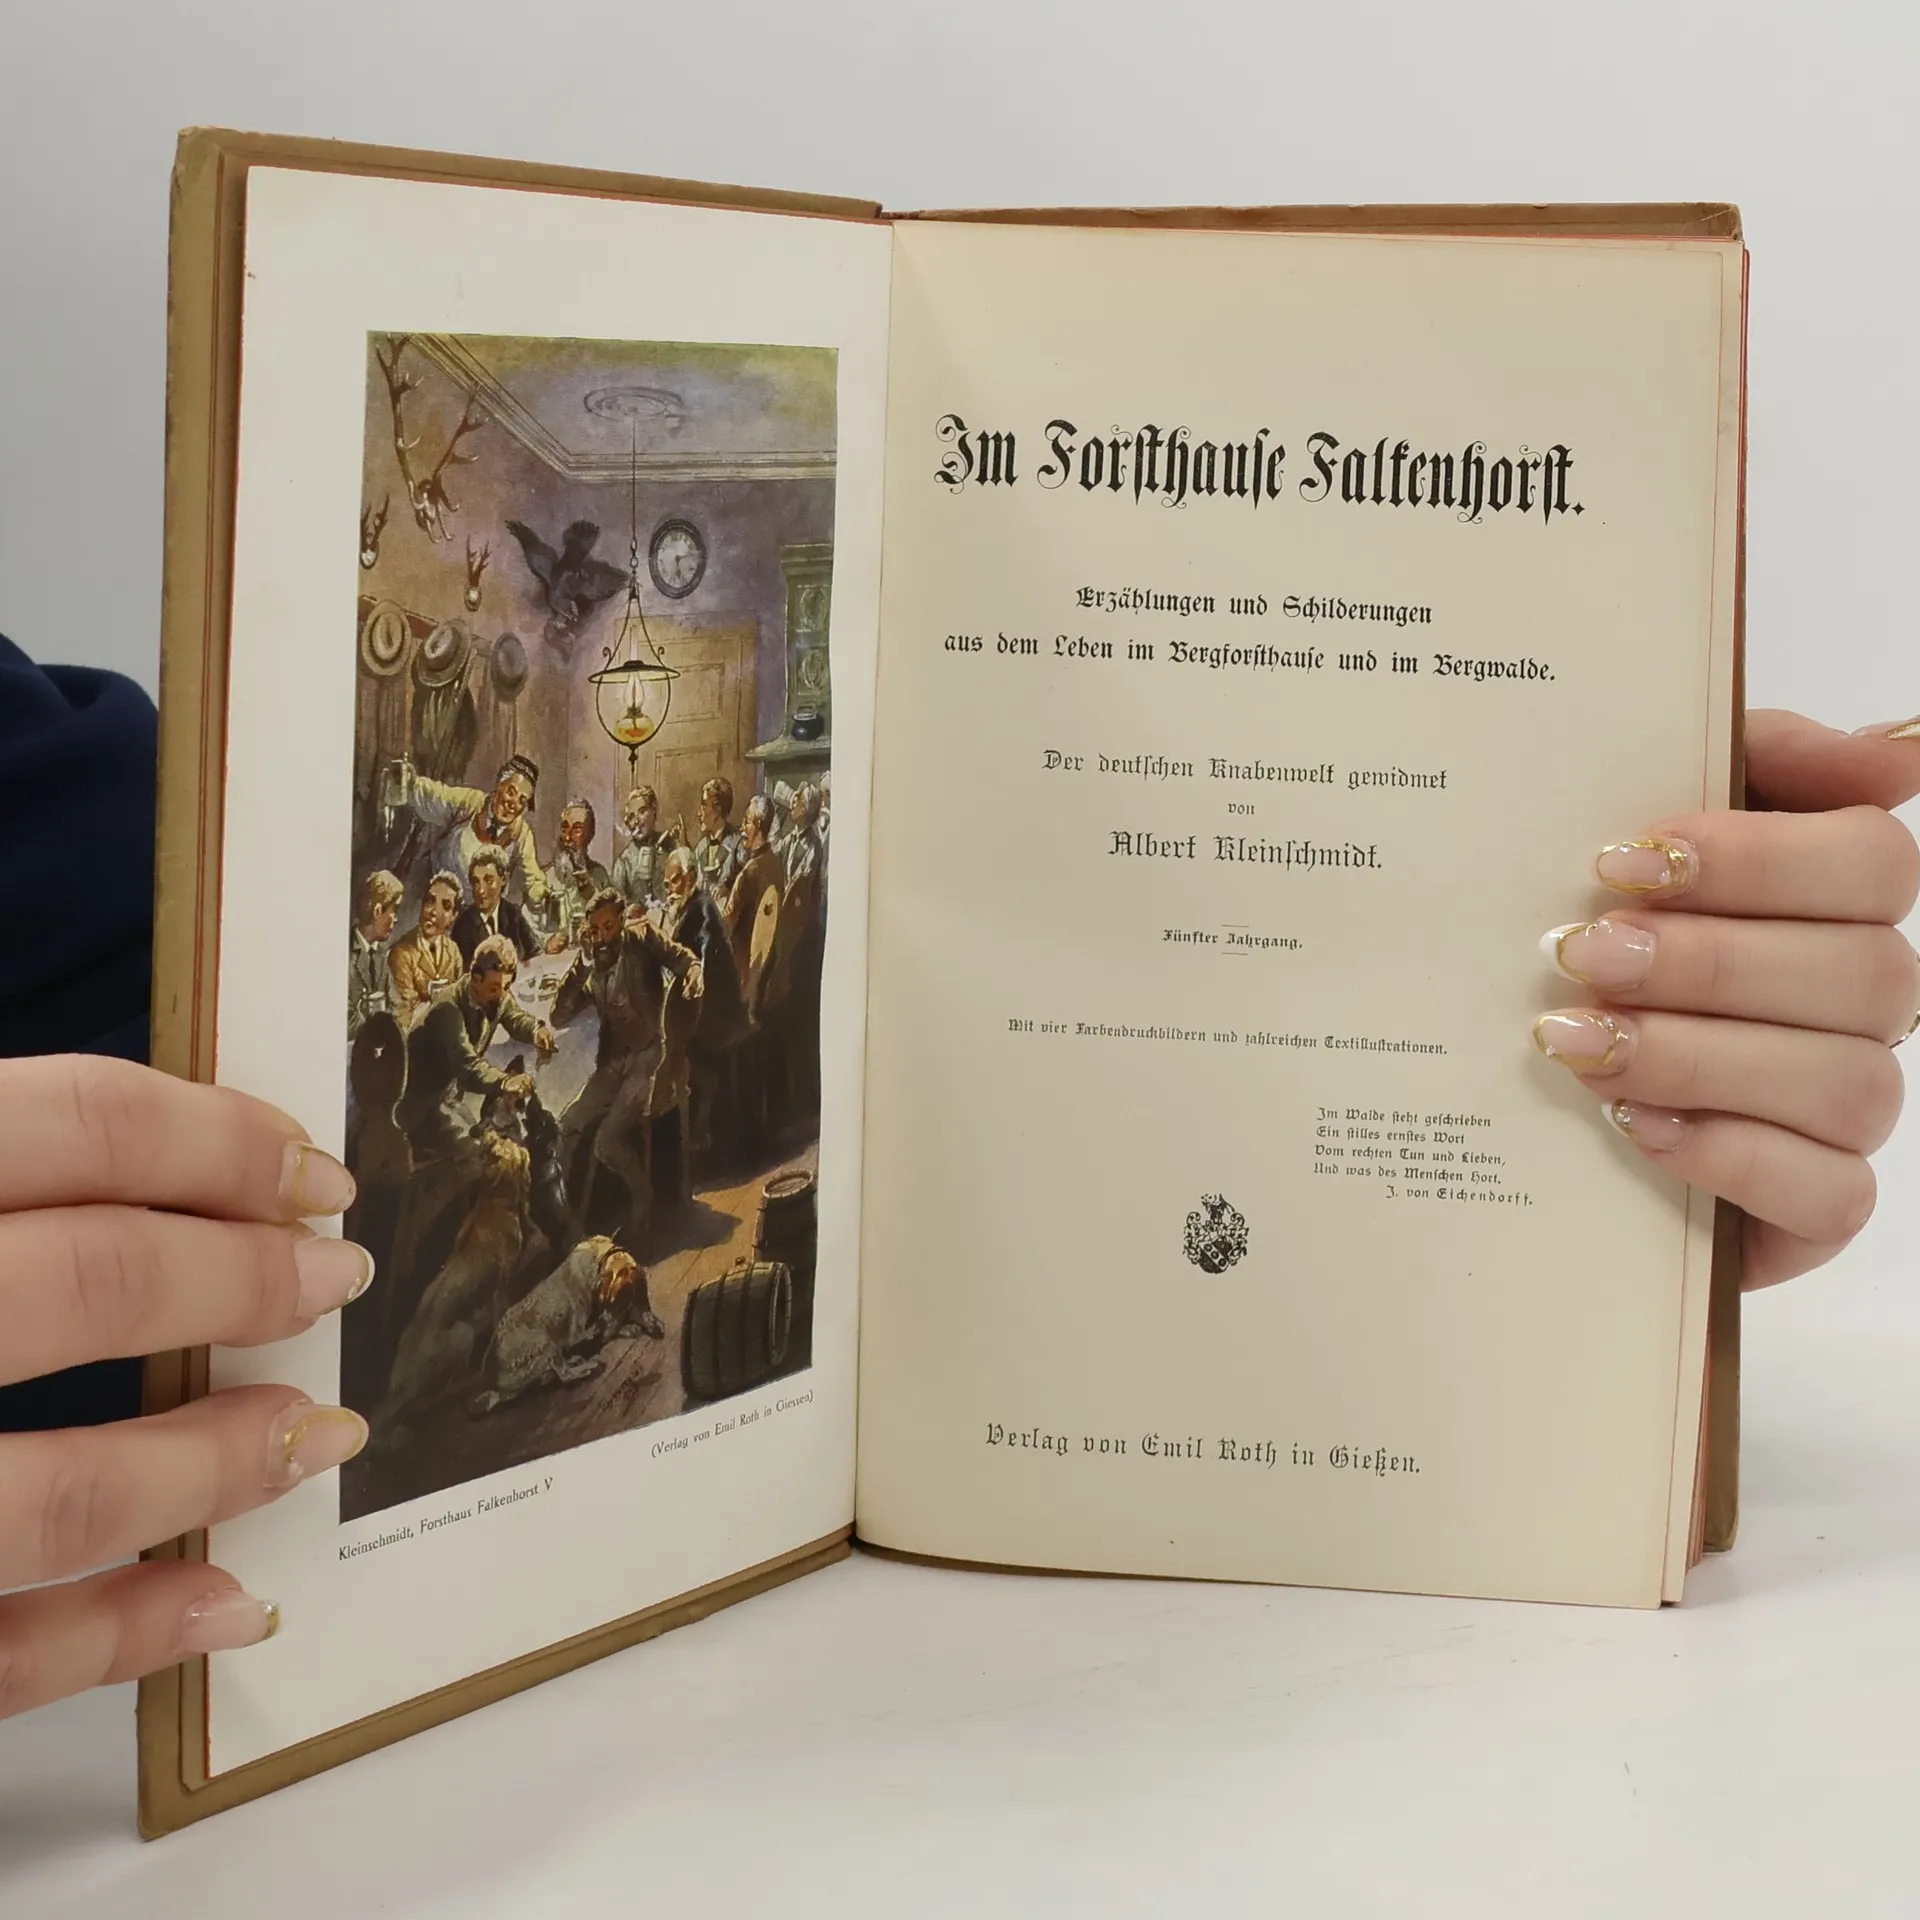 Kleinschmidt, Forsthaus Falkenhorst V
(Verlag von Emil Roth in Giessen)
Im Forsthause Falkenhorst.
Erzählungen und Schilderungen
aus dem Leben im Bergforsthause und im Bergwalde.
Der deutschen Knabenwelt gewidmet
von
Albert Kleinschmidt.
Fünfter Jahrgang.
Mit vier Farbendruckbildern und zahlreichen Textillustrationen.
Im Walde steht geschrieben
Ein stilles ernstes Wort
Vom rechten Tun und Lieben,
Und was des Menschen Hort.
J. von Eichendorff.
Verlag von Emil Roth in Gießen.